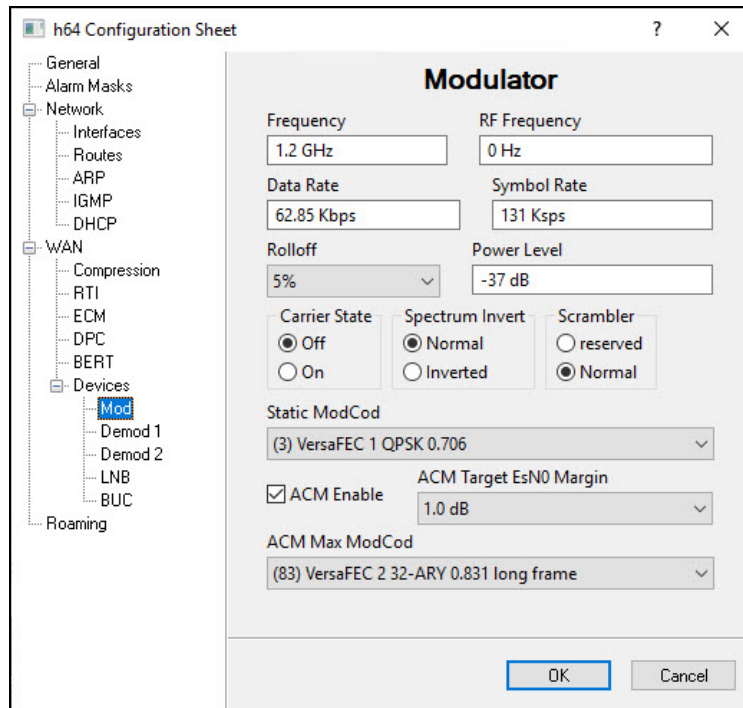 h64 Configuration Sheet
General
Alarm Masks
Network
Interfaces
Routes
ARP
IGMP
DHCP
WAN
Compression
RTI
ECM
DPC
BERT
Devices
Mod
Demod 1
Demod 2
LNB
BUC
Roaming
Modulator
Frequency RF Frequency
1.2 GHz 0 Hz
Data Rate Symbol Rate
62.85 Kbps 131 Ksps
Rolloff Power Level
5% -37 dB
Carrier State Spectrum Invert Scrambler
Off Normal reserved
On Inverted Normal
Static ModCod
(3) VersaFEC 1 QPSK 0.706
ACM Target EsN0 Margin
ACM Enable
1.0 dB
ACM Max ModCod
(83) VersaFEC 2 32-ARY 0.831 long frame
OK Cancel